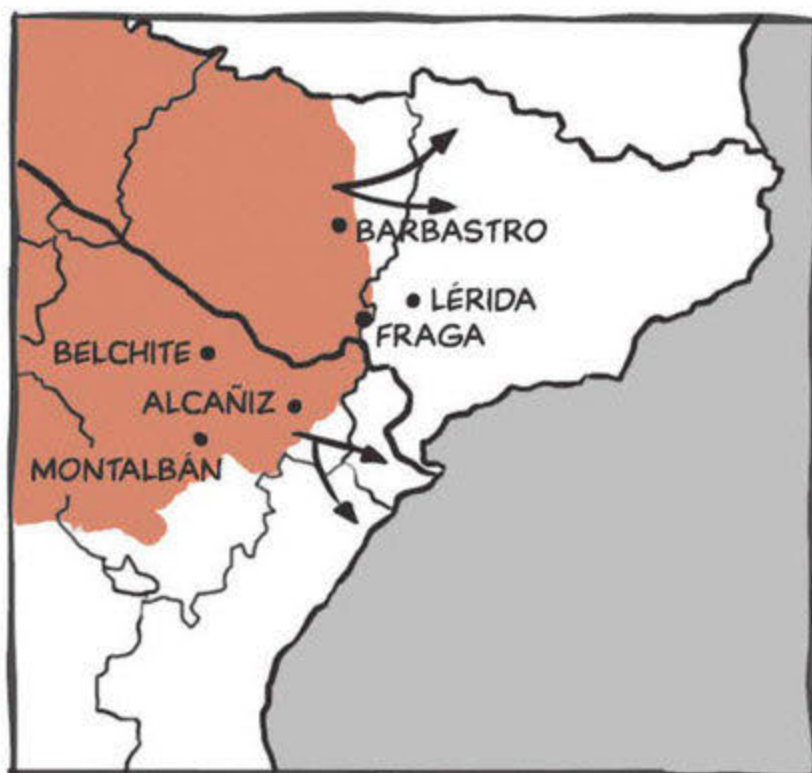 BARBASTRO
LÉRIDA
FRAGA
BELCHITE
ALCAÑIZ
MONTALBÁN